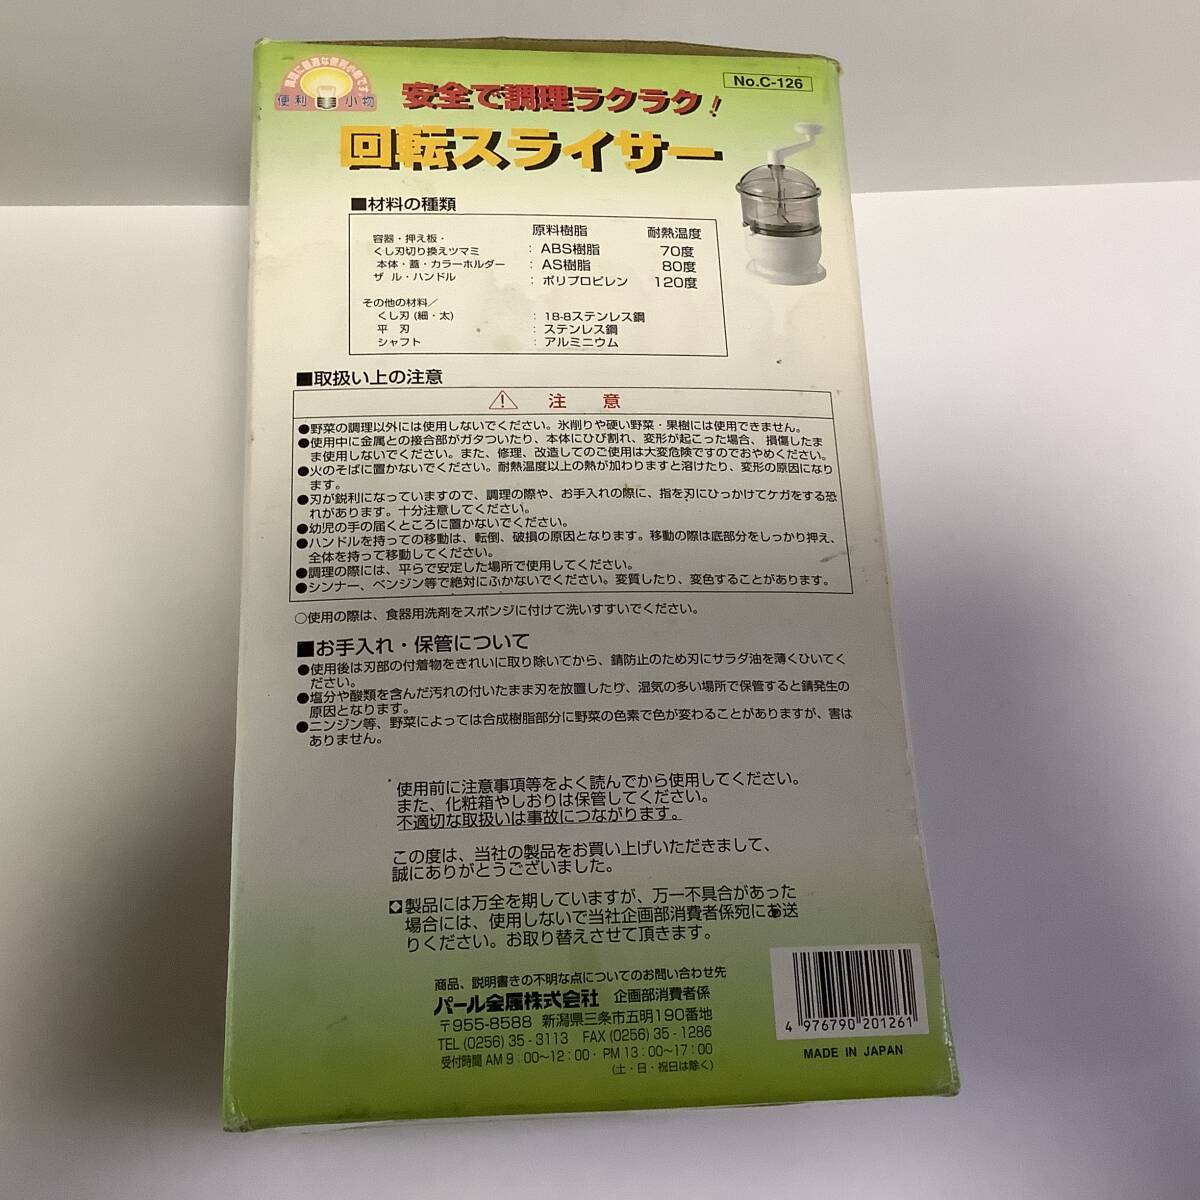 調理に最適な便利小物です
便利 小物
安全で調理ラクラク!
No.C-126
回転スライサー
■材料の種類
原料樹脂 耐熱温度
容器・押え板・
くし刃切り換えツマミ : ABS樹脂 70度
本体・蓋・カラーホルダー : AS樹脂 80度
ザル・ハンドル : ポリプロピレン 120度
その他の材料/
くし刃(細・太) : 18-8ステンレス鋼
平 刃 : ステンレス鋼
シャフト : アルミニウム
■取扱い上の注意
⚠ 注 意
●野菜の調理以外には使用しないでください。氷削りや硬い野菜・果樹には使用できません。
●使用中に金属との接合部がガタついたり、本体にひび割れ、変形が起こった場合、損傷したま
ま使用しないでください。また、修理、改造してのご使用は大変危険ですのでおやめください。
●火のそばに置かないでください。耐熱温度以上の熱が加わりますと溶けたり、変形の原因になり
ます。
●刃が鋭利になっていますので、調理の際や、お手入れの際に、指を刃にひっかけてケガをする恐
れがあります。十分注意してください。
●幼児の手の届くところに置かないでください。
●ハンドルを持っての移動は、転倒、破損の原因となります。移動の際は底部分をしっかり押え、
全体を持って移動してください。
●調理の際には、平らで安定した場所で使用してください。
●シンナー、ベンジン等で絶対にふかないでください。変質したり、変色することがあります。
○使用の際は、食器用洗剤をスポンジに付けて洗いすすいでください。
■お手入れ・保管について
●使用後は刃部の付着物をきれいに取り除いてから、錆防止のため刃にサラダ油を薄くひいてく
ださい。
●塩分や酸類を含んだ汚れの付いたまま刃を放置したり、湿気の多い場所で保管すると錆発生の
原因となります。
●ニンジン等、野菜によっては合成樹脂部分に野菜の色素で色が変わることがありますが、害は
ありません。
使用前に注意事項等をよく読んでから使用してください。
また、化粧箱やしおりは保管してください。
不適切な取扱いは事故につながります。
この度は、当社の製品をお買い上げいただきまして、
誠にありがとうございました。
製品には万全を期していますが、万一不具合があった
場合には、使用しないで当社企画部消費者係宛にお送
りください。お取り替えさせて頂きます。
商品、説明書きの不明な点についてのお問い合わせ先
パール金属株式会社 企画部消費者係
〒955-8588 新潟県三条市五明190番地
TEL (0256) 35-3113 FAX (0256) 35-1286
受付時間 AM 9:00〜12:00・PM 13:00〜17:00
(土・日・祝日は除く)
4 976790 201261
MADE IN JAPAN